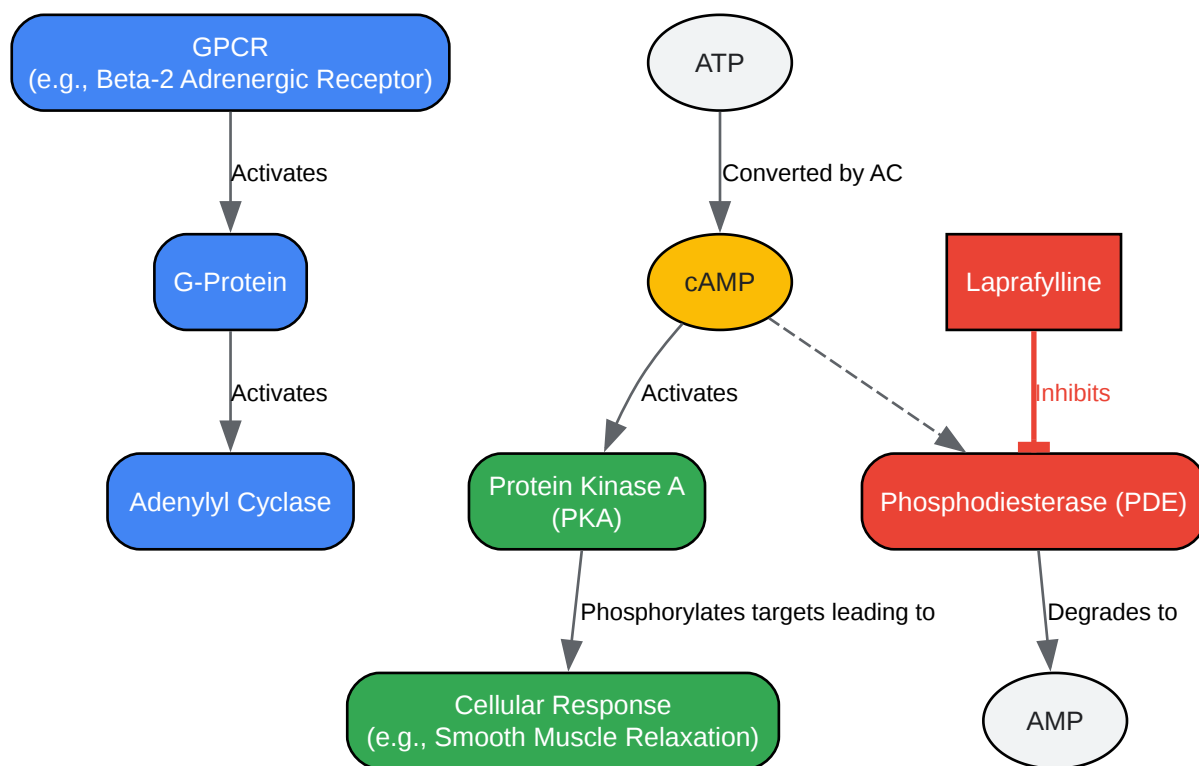 GPCR
(e.g., Beta-2 Adrenergic Receptor)
ATP
Activates
Converted by AC
G-Protein
cAMP
Laprafylline
Activates
Activates
Inhibits
Adenylyl Cyclase
Protein Kinase A
(PKA)
Phosphodiesterase (PDE)
Phosphorylates targets leading to
Degrades to
Cellular Response
(e.g., Smooth Muscle Relaxation)
AMP